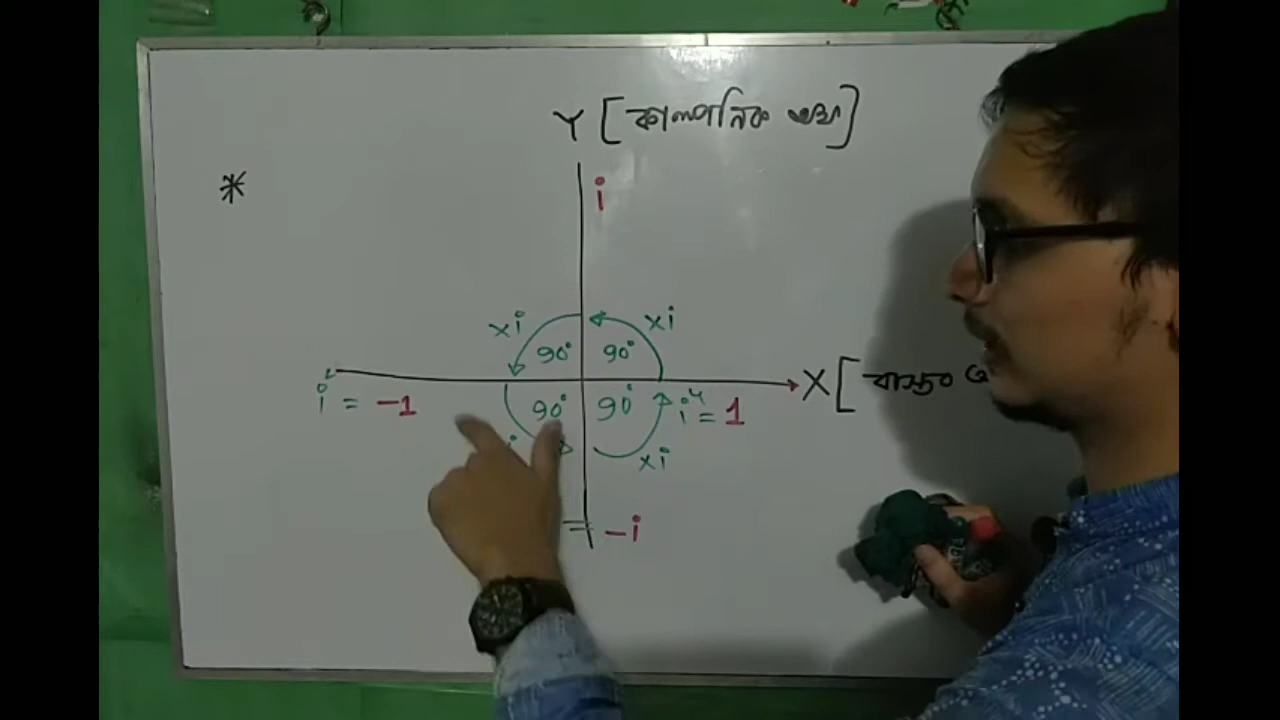 Y [কাল্পনিক অক্ষ]
*
i
xi xi
90° 90°
X [বাস্তব
i² = -1
90° 90°
i⁴ = 1
xi
= -i